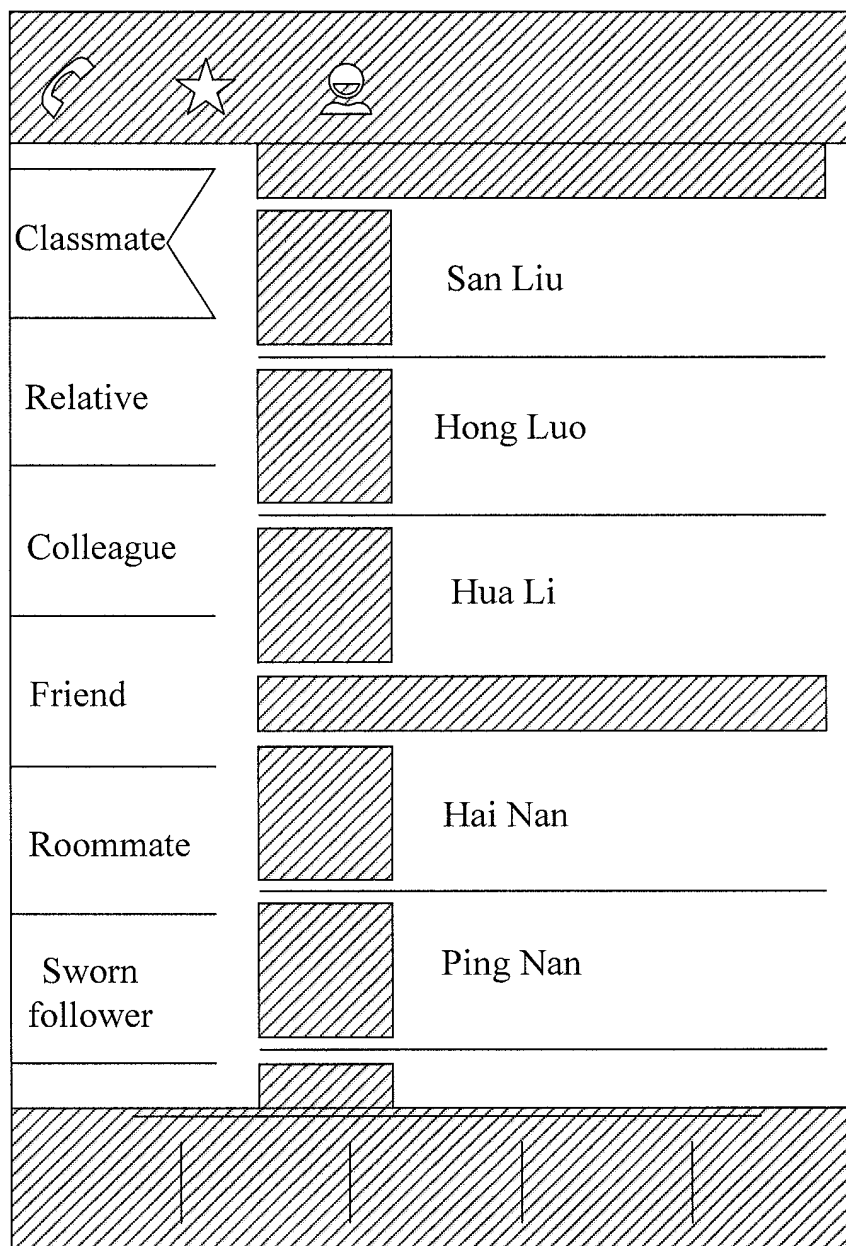 Classmate
Relative
Colleague
Friend
Roommate
Sworn
follower
San Liu
Hong Luo
Hua Li
Hai Nan
Ping Nan